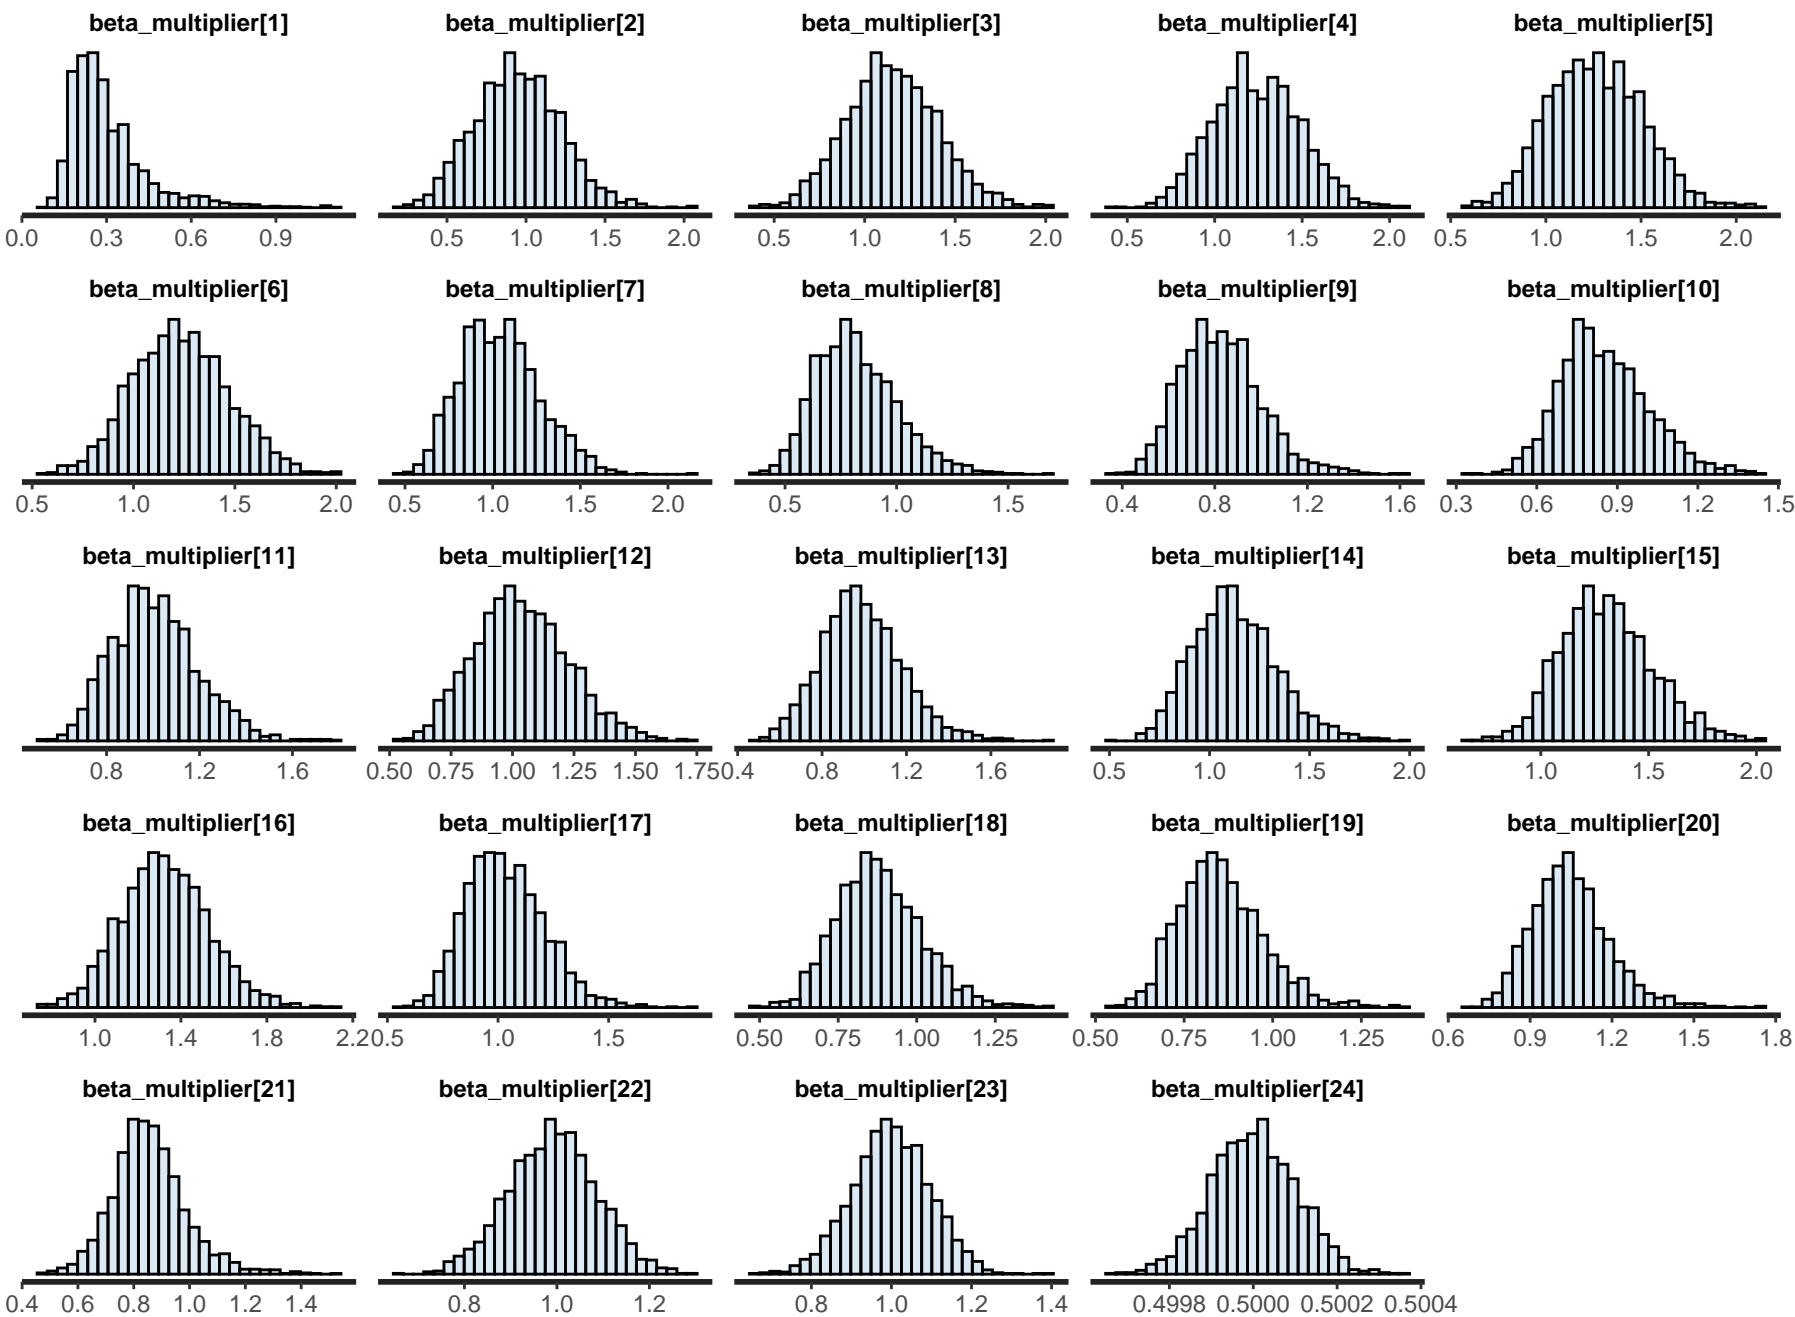 beta_multiplier[1] beta_multiplier[2] beta_multiplier[3] beta_multiplier[4] beta_multiplier[5]
0.0 0.3 0.6 0.9 0.5 1.0 1.5 2.0 0.5 1.0 1.5 2.0 0.5 1.0 1.5 2.0 0.5 1.0 1.5 2.0
beta_multiplier[6] beta_multiplier[7] beta_multiplier[8] beta_multiplier[9] beta_multiplier[10]
0.5 1.0 1.5 2.0 0.5 1.0 1.5 2.0 0.5 1.0 1.5 0.4 0.8 1.2 1.6 0.3 0.6 0.9 1.2 1.5
beta_multiplier[11] beta_multiplier[12] beta_multiplier[13] beta_multiplier[14] beta_multiplier[15]
0.8 1.2 1.6 0.50 0.75 1.00 1.25 1.50 1.75 0.4 0.8 1.2 1.6 0.5 1.0 1.5 2.0 1.0 1.5 2.0
beta_multiplier[16] beta_multiplier[17] beta_multiplier[18] beta_multiplier[19] beta_multiplier[20]
1.0 1.4 1.8 2.2 0.5 1.0 1.5 0.50 0.75 1.00 1.25 0.50 0.75 1.00 1.25 0.6 0.9 1.2 1.5 1.8
beta_multiplier[21] beta_multiplier[22] beta_multiplier[23] beta_multiplier[24]
0.4 0.6 0.8 1.0 1.2 1.4 0.8 1.0 1.2 0.8 1.0 1.2 1.4 0.4998 0.5000 0.5002 0.5004